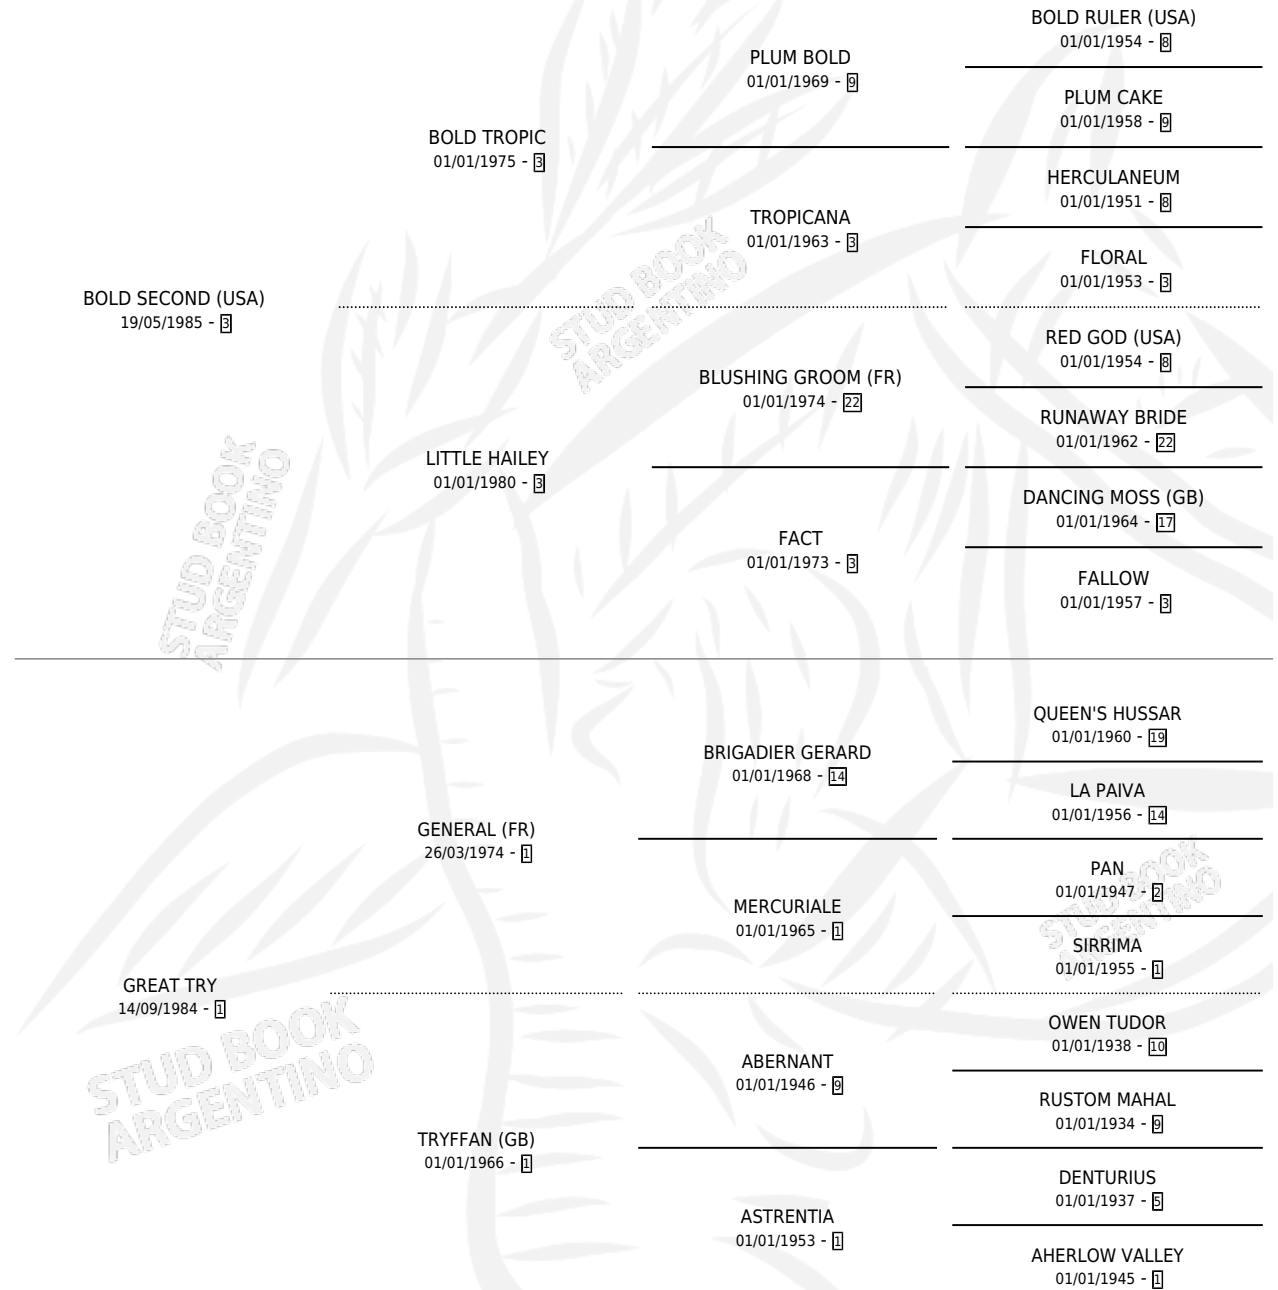 BOLD RULER (USA)
01/01/1954 - 8
PLUM BOLD
01/01/1969 - 9
PLUM CAKE
01/01/1958 - 9
BOLD TROPIC
01/01/1975 - 3
HERCULANEUM
01/01/1951 - 8
TROPICANA
01/01/1963 - 3
FLORAL
01/01/1953 - 3
BOLD SECOND (USA)
19/05/1985 - 3
RED GOD (USA)
01/01/1954 - 8
BLUSHING GROOM (FR)
01/01/1974 - 22
RUNAWAY BRIDE
01/01/1962 - 22
LITTLE HAILEY
01/01/1980 - 3
DANCING MOSS (GB)
01/01/1964 - 17
FACT
01/01/1973 - 3
FALLOW
01/01/1957 - 3
QUEEN'S HUSSAR
01/01/1960 - 19
BRIGADIER GERARD
01/01/1968 - 14
LA PAIVA
01/01/1956 - 14
GENERAL (FR)
26/03/1974 - 1
PAN
01/01/1947 - 2
MERCURIALE
01/01/1965 - 1
SIRRIMA
01/01/1955 - 1
GREAT TRY
14/09/1984 - 1
OWEN TUDOR
01/01/1938 - 10
ABERNANT
01/01/1946 - 9
RUSTOM MAHAL
01/01/1934 - 9
TRYFFAN (GB)
01/01/1966 - 1
DENTURIUS
01/01/1937 - 5
ASTRENTIA
01/01/1953 - 1
AHERLOW VALLEY
01/01/1945 - 1
STUD BOOK
ARGENTINO
STUD BOOK
ARGENTINO
STUD BOOK
ARGENTINO
STUD BOOK
ARGENTINO